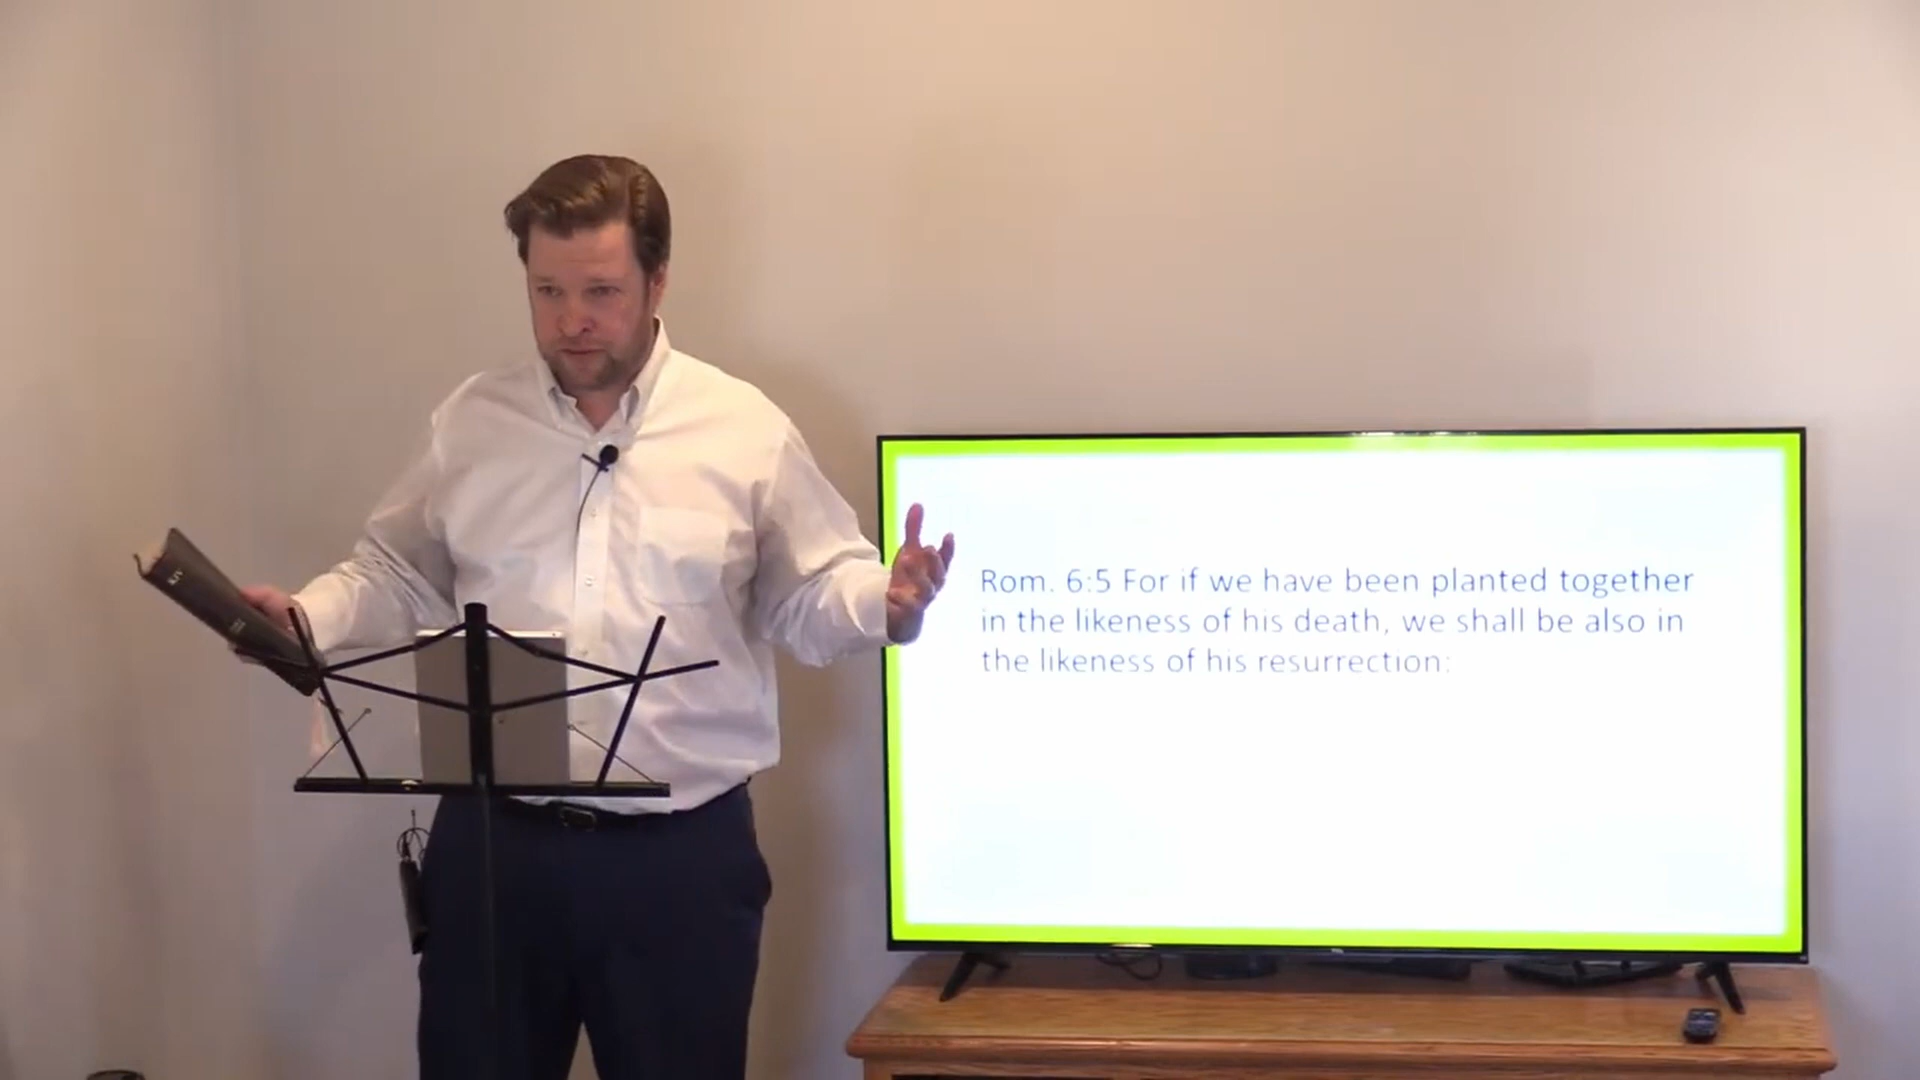 KJV
Rom. 6:5 For if we have been planted together
in the likeness of his death, we shall be also in
the likeness of his resurrection: